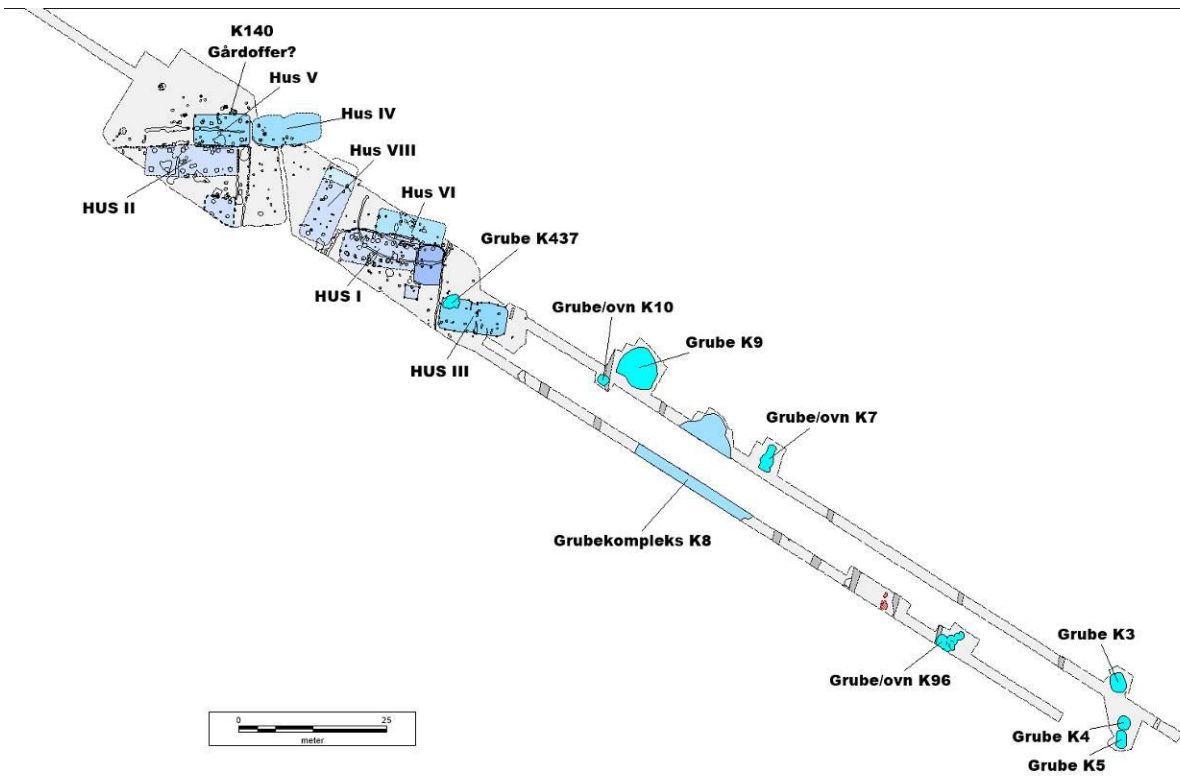 K140
Gårdoffer?
Hus V
Hus IV
Hus VIII
Hus VI
HUS II
Grube K437
HUS I
Grube/ovn K10
Grube K9
HUS III
Grube/ovn K7
Grubekompleks K8
Grube K3
Grube/ovn K96
Grube K4
Grube K5
0 25
meter